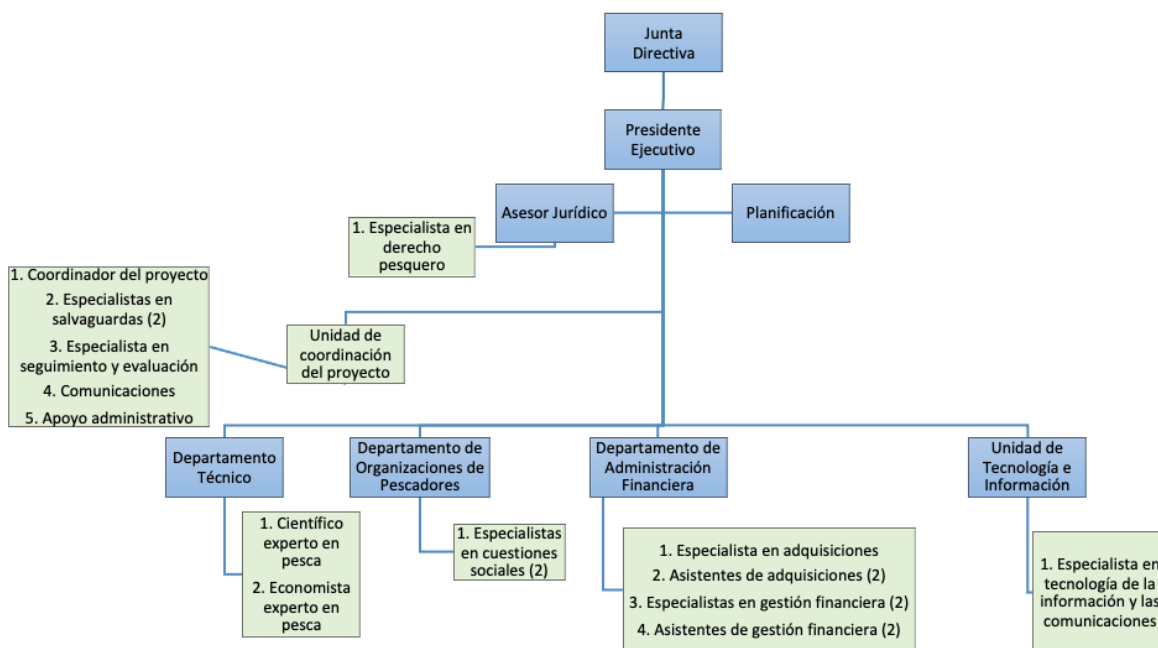 Junta
Directiva
Presidente
Ejecutivo
Asesor Jurídico
Planificación
1. Especialista en
derecho
pesquero
1. Coordinador del proyecto
2. Especialistas en
salvaguardas (2)
3. Especialista en
seguimiento y evaluación
4. Comunicaciones
5. Apoyo administrativo
Unidad de
coordinación
del proyecto
Departamento
Técnico
Departamento de
Organizaciones de
Pescadores
Departamento de
Administración
Financiera
Unidad de
Tecnología e
Información
1. Científico
experto en
pesca
2. Economista
experto en
pesca
1. Especialistas
en cuestiones
sociales (2)
1. Especialista en adquisiciones
2. Asistentes de adquisiciones (2)
3. Especialistas en gestión financiera (2)
4. Asistentes de gestión financiera (2)
1. Especialista en
tecnología de la
información y las
comunicaciones